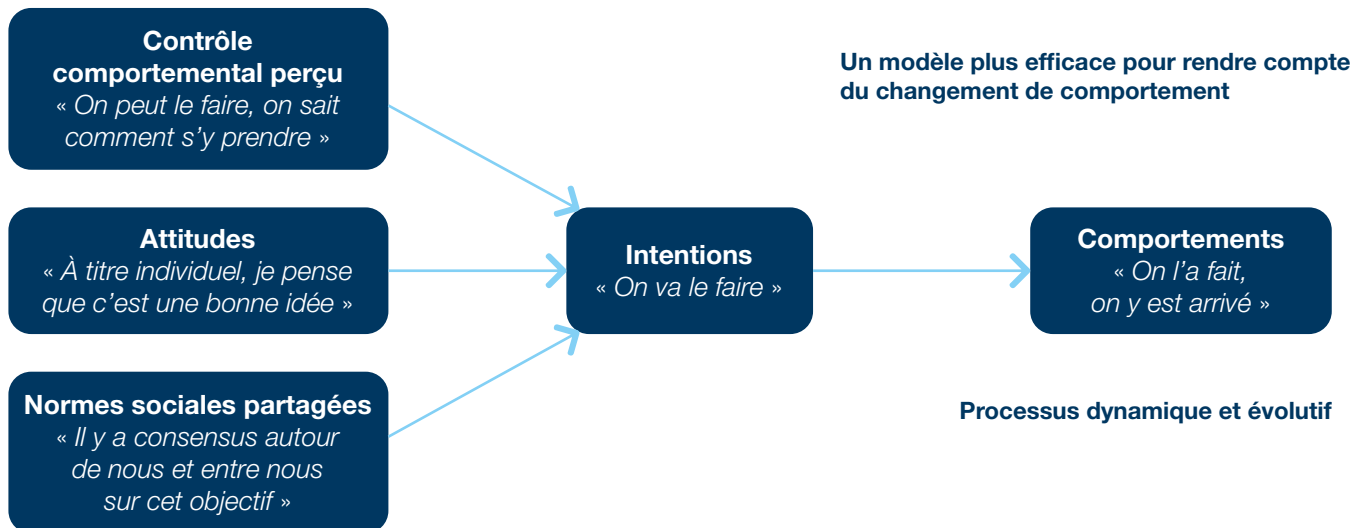 Contrôle
comportemental perçu
« On peut le faire, on sait
comment s’y prendre »
Un modèle plus efficace pour rendre compte
du changement de comportement
Attitudes
« À titre individuel, je pense
que c’est une bonne idée »
Intentions
« On va le faire »
Comportements
« On l’a fait,
on y est arrivé »
Normes sociales partagées
« Il y a consensus autour
de nous et entre nous
sur cet objectif »
Processus dynamique et évolutif